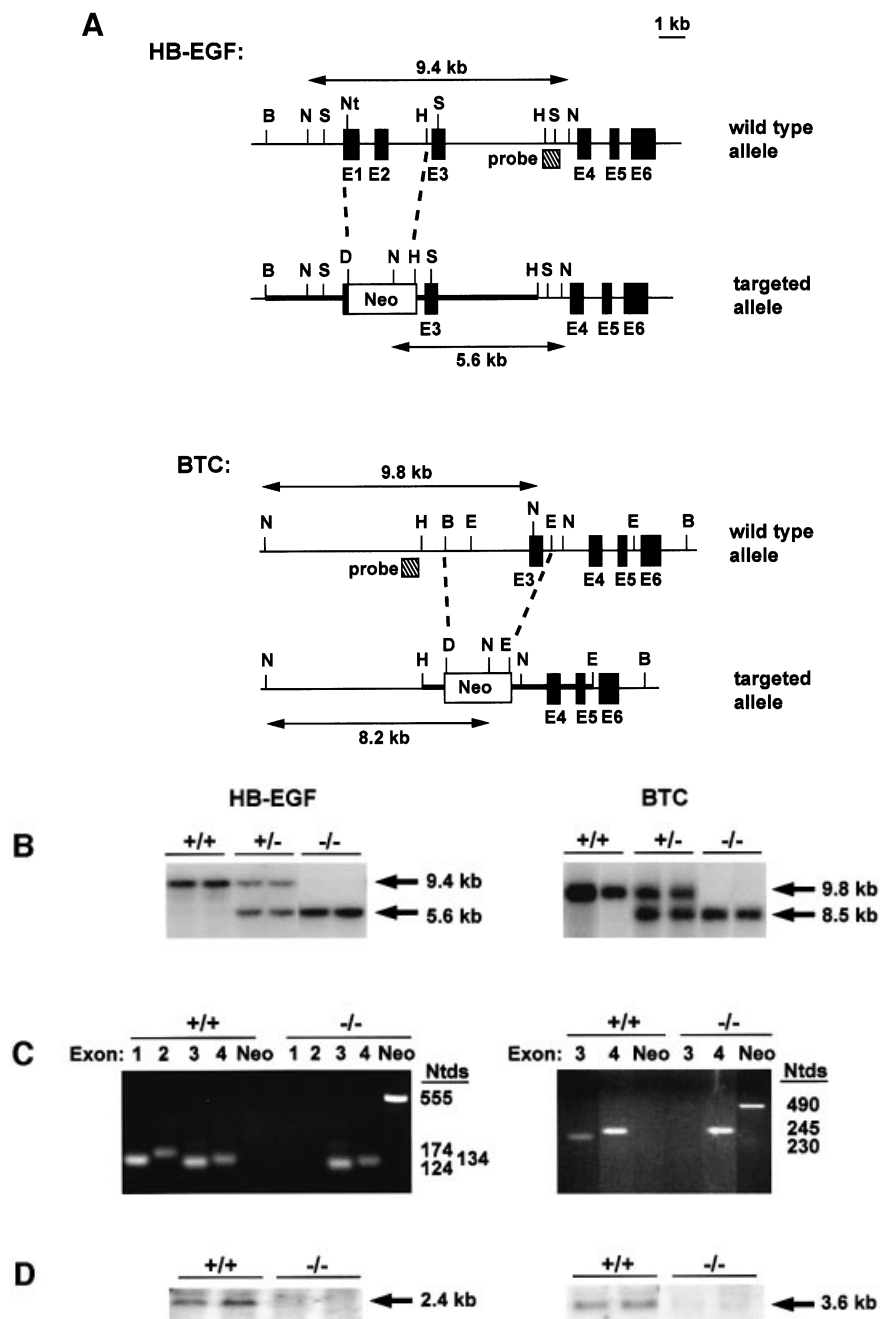 A
1 kb
HB-EGF:
9.4 kb
B N S Nt H S H S N
wild type
allele
probe
E1 E2 E3 E4 E5 E6
B N S D N H S H S N
targeted
allele
Neo
E3 E4 E5 E6
5.6 kb
BTC:
9.8 kb
N H B E N E N E B
wild type
allele
probe
E3 E4 E5 E6
D N E
N H N E B
targeted
allele
Neo
E4 E5 E6
8.2 kb
HB-EGF BTC
B
+/+ +/- -/- +/+ +/- -/-
9.4 kb 9.8 kb
5.6 kb 8.5 kb
C
+/+ -/- +/+ -/-
Exon: 1 2 3 4 Neo 1 2 3 4 Neo Exon: 3 4 Neo 3 4 Neo
Ntds Ntds
555 490
174 134 245
124 230
D
+/+ -/- +/+ -/-
2.4 kb 3.6 kb